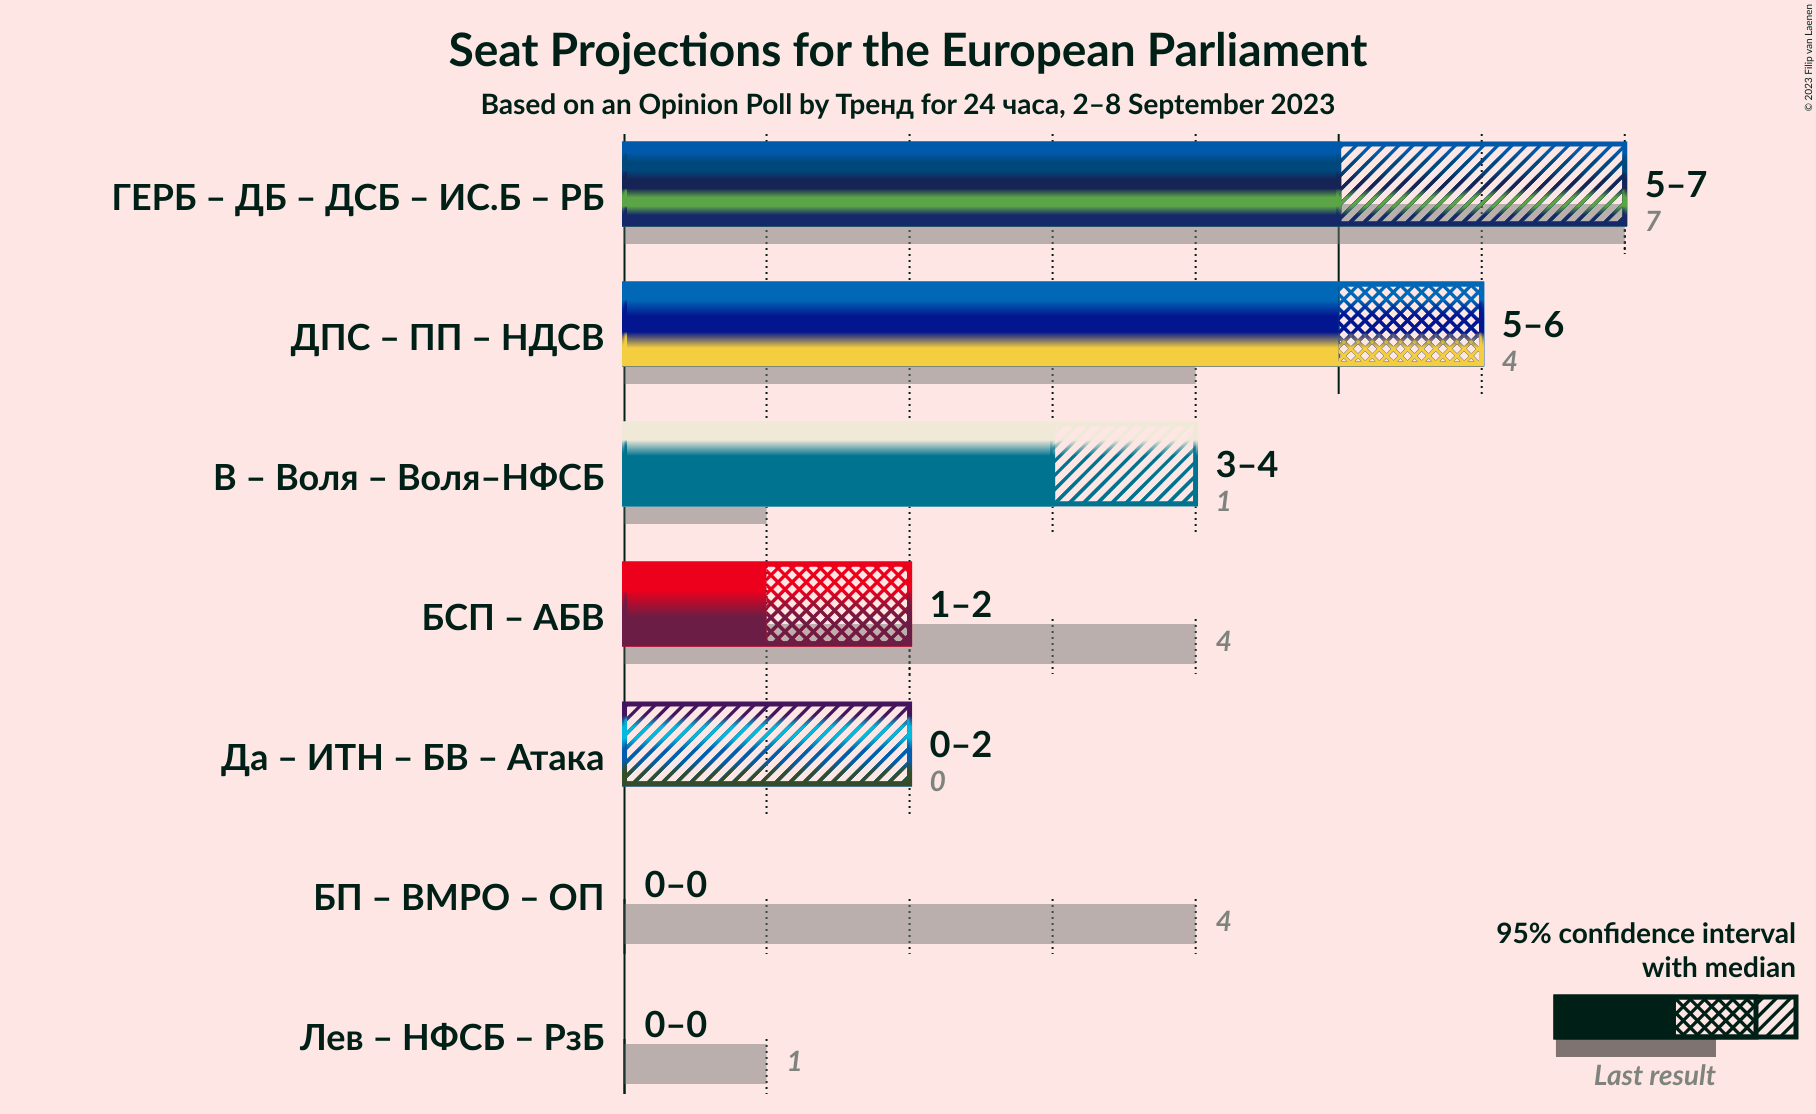 Seat Projections for the European Parliament
Based on an Opinion Poll by Тренд for 24 часа, 2–8 September 2023
© 2023 Filip van Laenen
ГЕРБ – ДБ – ДСБ – ИС.Б – РБ
5–7
7
ДПС – ПП – НДСВ
5–6
4
В – Воля – Воля–НФСБ
3–4
1
БСП – АБВ
1–2
4
Да – ИТН – БВ – Атака
0–2
0
БП – ВМРО – ОП
0–0
4
Лев – НФСБ – РзБ
0–0
1
95% confidence interval
with median
Last result